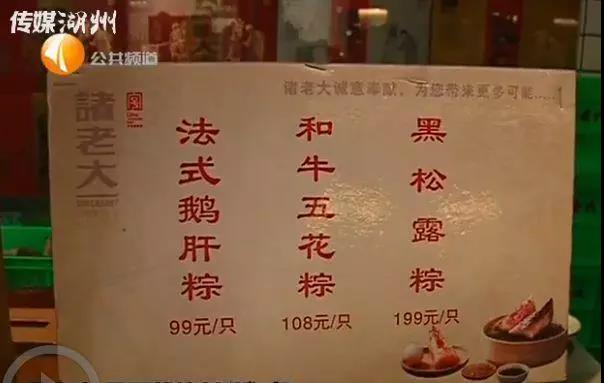 传媒湖州
公共频道
诸老大诚意奉献，为您带来更多可能......
諸老大
法式鹅肝粽
99元/只
和牛五花粽
108元/只
黑松露粽
199元/只